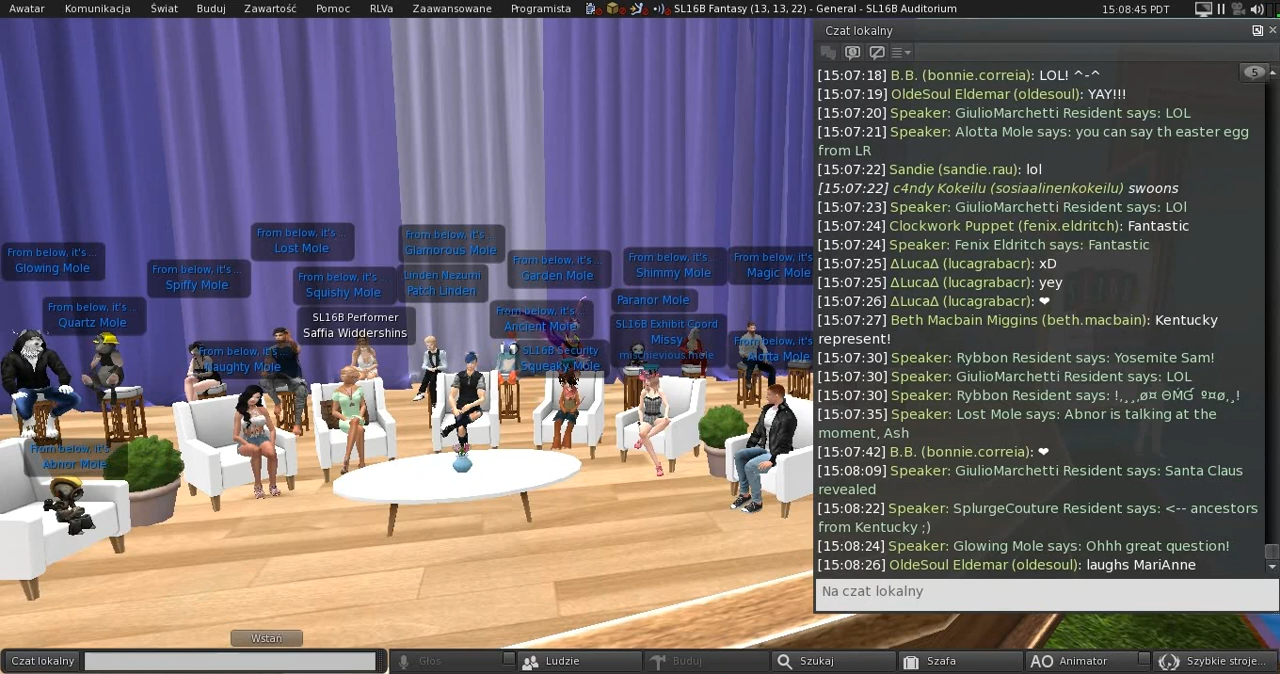 Awatar Komunikacja Świat Buduj Zawartość Pomoc RLVa Zaawansowane Programista SL16B Fantasy (13, 13, 22) - General - SL16B Auditorium 15:08:45 PDT
Czat lokalny
5
[15:07:18] B.B. (bonnie.correia): LOL! ^-^
[15:07:19] OldeSoul Eldemar (oldesoul): YAY!!!
[15:07:20] Speaker: GiulioMarchetti Resident says: LOL
[15:07:21] Speaker: Alotta Mole says: you can say th easter egg
from LR
[15:07:22] Sandie (sandie.rau): lol
[15:07:22] c4ndy Kokeilu (sosiaalinenkokeilu) swoons
[15:07:23] Speaker: GiulioMarchetti Resident says: LOl
[15:07:24] Clockwork Puppet (fenix.eldritch): Fantastic
[15:07:24] Speaker: Fenix Eldritch says: Fantastic
[15:07:25] ΔLucaΔ (lucagrabacr): xD
[15:07:25] ΔLucaΔ (lucagrabacr): yey
[15:07:26] ΔLucaΔ (lucagrabacr): ❤
[15:07:27] Beth Macbain Miggins (beth.macbain): Kentucky
represent!
[15:07:30] Speaker: Rybbon Resident says: Yosemite Sam!
[15:07:30] Speaker: GiulioMarchetti Resident says: LOL
[15:07:30] Speaker: Rybbon Resident says:
[15:07:35] Speaker: Lost Mole says: Abnor is talking at the
moment, Ash
[15:07:42] B.B. (bonnie.correia): ❤
[15:08:09] Speaker: GiulioMarchetti Resident says: Santa Claus
revealed
[15:08:22] Speaker: SplurgeCouture Resident says: <-- ancestors
from Kentucky ;)
[15:08:24] Speaker: Glowing Mole says: Ohhh great question!
[15:08:26] OldeSoul Eldemar (oldesoul): laughs MariAnne
Na czat lokalny
From below, it's ...
Glowing Mole
From below, it's ...
Quartz Mole
From below, it's ...
Spiffy Mole
From below, it's ...
Lost Mole
From below, it's ...
Squishy Mole
SL16B Performer
Saffia Widdershins
From below, it's ...
Naughty Mole
From below, it's ...
Glamorous Mole
Linden Nezumi
Patch Linden
From below, it's ...
Garden Mole
From below, it's ...
Ancient Mole
SL16B Security
Squeaky Mole
From below, it's ...
Shimmy Mole
Paranor Mole
SL16B Exhibit Coord
Missy
mischievious mole
From below, it's
Magic Mole
From below, it's
Alotta Mole
From below, it's ...
Abnor Mole
Wstań
Czat lokalny Głos Ludzie Buduj Szukaj Szafa AO Animator Szybkie stroje...